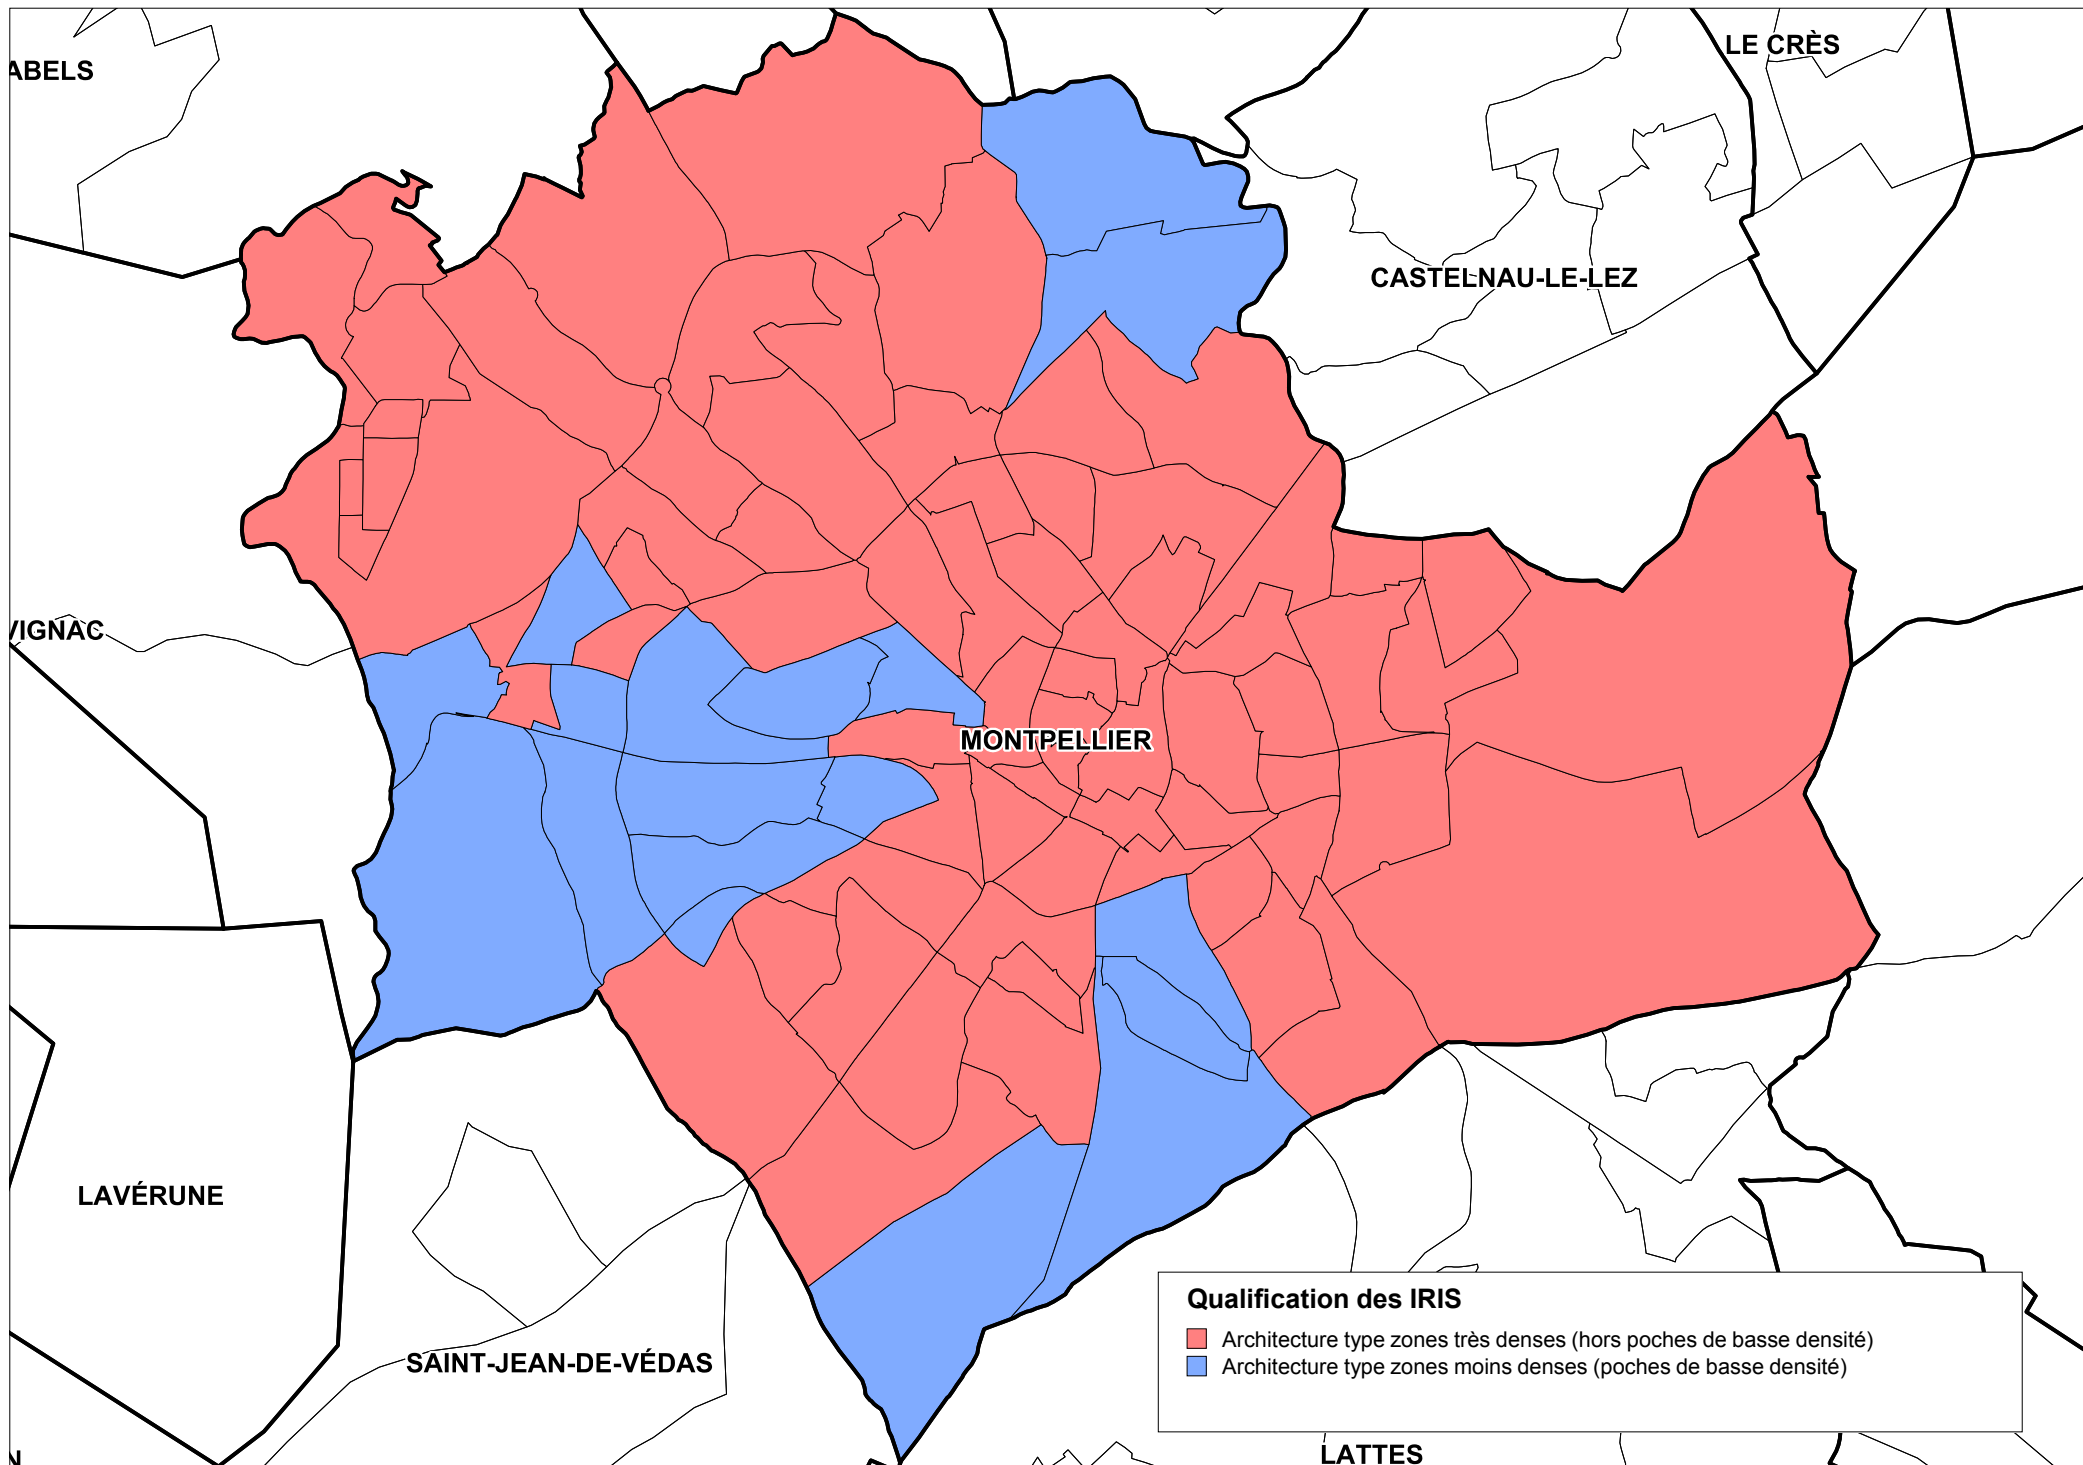 LE CRÈS
ABELS
CASTELNAU-LE-LEZ
VIGNAC
MONTPELLIER
LAVÉRUNE
Qualification des IRIS
Architecture type zones très denses (hors poches de basse densité)
Architecture type zones moins denses (poches de basse densité)
SAINT-JEAN-DE-VÉDAS
LATTES
N